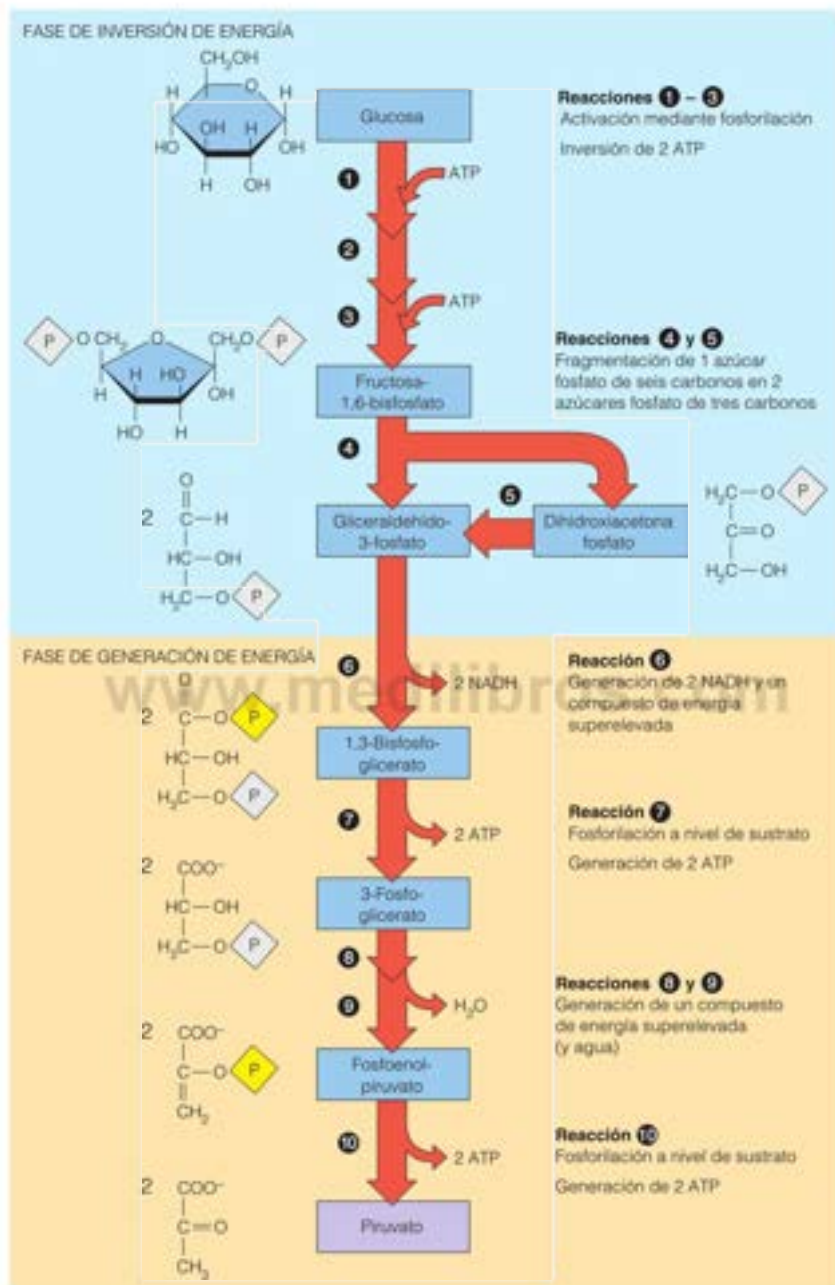 FASE DE INVERSIÓN DE ENERGÍA
CH₂OH
H
O
H
H
OH
H
HO
OH
H
OH
Glucosa
Reacciones 1 – 3
Activación mediante fosforilación
Inversión de 2 ATP
1
ATP
2
3
ATP
P O CH₂ O CH₂O P
H
H
HO
OH
HO
H
Fructosa-
1,6-bisfosfato
Reacciones 4 y 5
Fragmentación de 1 azúcar
fosfato de seis carbonos en 2
azúcares fosfato de tres carbonos
4
5
O
2 C—H
HC—OH
H₂C—O P
Gliceraldehido-
3-fosfato
Dihidroxiacetona
fosfato
H₂C—O P
C=O
H₂C—OH
FASE DE GENERACIÓN DE ENERGÍA
www.medilibros.com
6
2 NADH
Reacción 6
Generación de 2 NADH y un
compuesto de energía
superelevada
O
2 C—O P
HC—OH
H₂C—O P
1,3-Bisfosfo-
glicerato
7
2 ATP
Reacción 7
Fosforilación a nivel de sustrato
Generación de 2 ATP
2 COO⁻
HC—OH
H₂C—O P
3-Fosfo-
glicerato
8
9
H₂O
Reacciones 8 y 9
Generación de un compuesto
de energía superelevada
(y agua)
2 COO⁻
C—O P
CH₂
Fosfoenol-
piruvato
10
2 ATP
Reacción 10
Fosforilación a nivel de sustrato
Generación de 2 ATP
2 COO⁻
C=O
CH₃
Piruvato